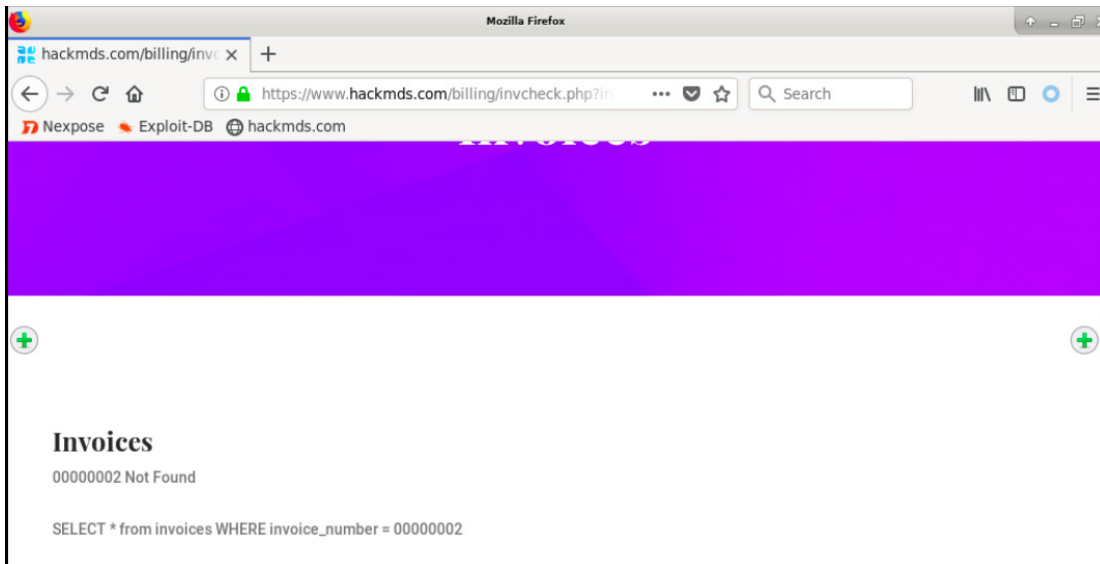 Mozilla Firefox
hackmds.com/billing/invc
https://www.hackmds.com/billing/invcheck.php?in
Search
Nexpose Exploit-DB hackmds.com
Invoices
Invoices
00000002 Not Found
SELECT * from invoices WHERE invoice_number = 00000002